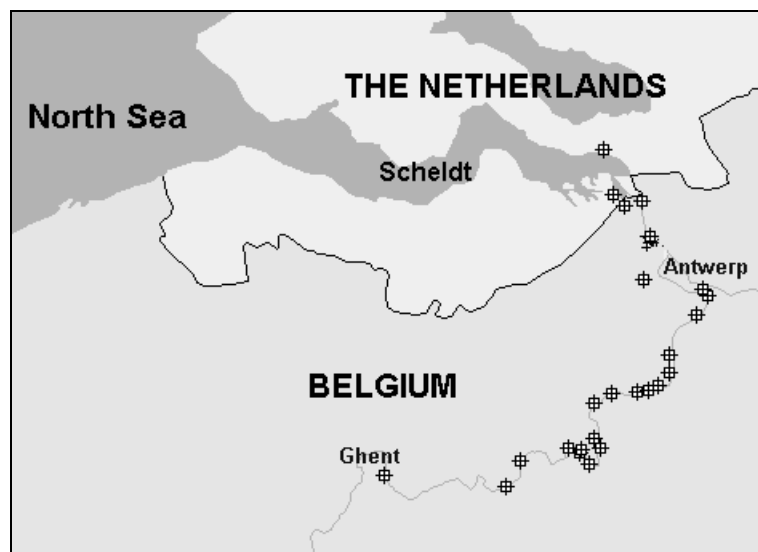 THE NETHERLANDS
North Sea
Scheldt
Antwerp
BELGIUM
Ghent